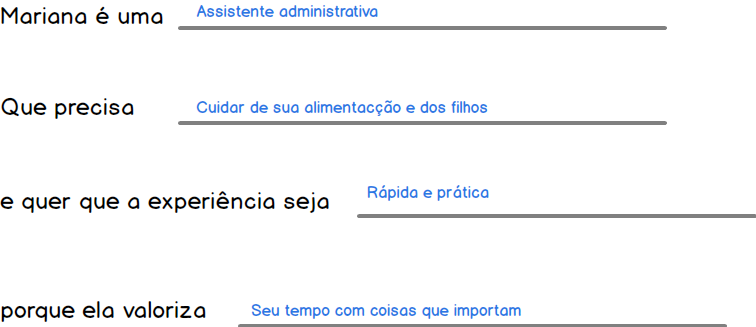 Mariana é uma Assistente administrativa
Que precisa Cuidar de sua alimentacção e dos filhos
e quer que a experiência seja Rápida e prática
porque ela valoriza Seu tempo com coisas que importam